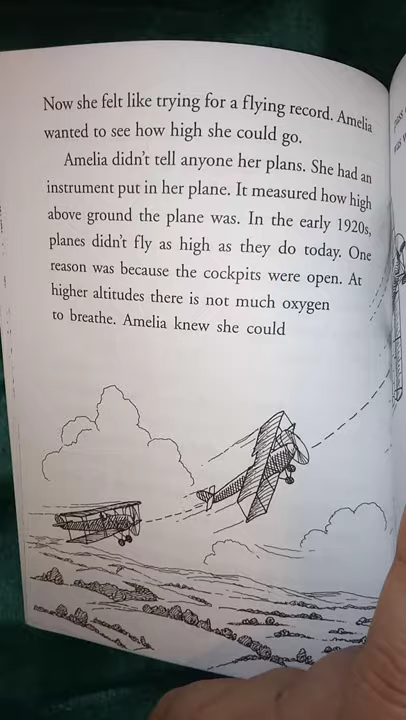 Now she felt like trying for a flying record. Amelia
wanted to see how high she could go.
Amelia didn't tell anyone her plans. She had an
instrument put in her plane. It measured how high
above ground the plane was. In the early 1920s,
planes didn't fly as high as they do today. One
reason was because the cockpits were open. At
higher altitudes there is not much oxygen
to breathe. Amelia knew she could